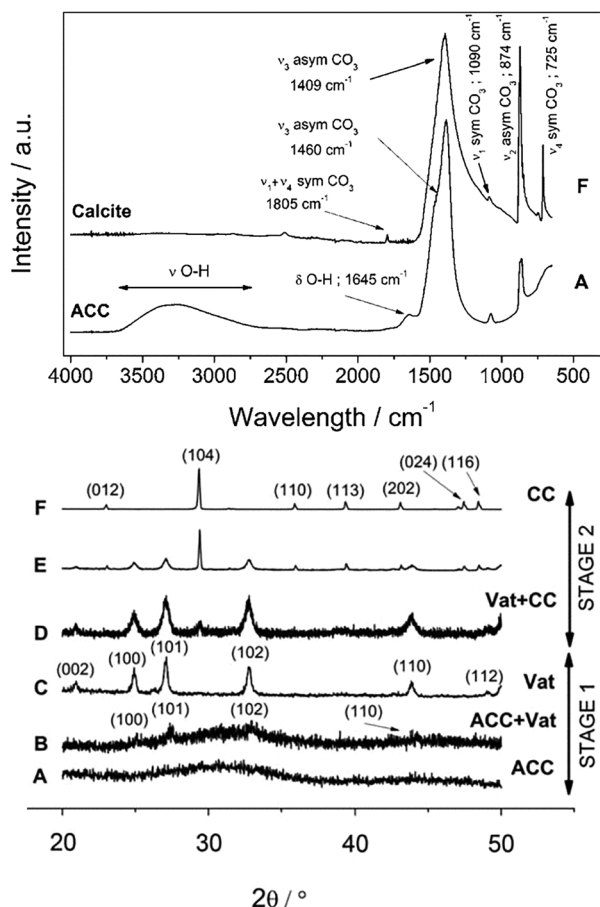 Intensity / a.u.
ν₃ asym CO₃
1409 cm⁻¹
ν₃ asym CO₃
1460 cm⁻¹
ν₁+ν₄ sym CO₃
1805 cm⁻¹
ν₁ sym CO₃ ; 1090 cm⁻¹
ν₂ asym CO₃ ; 874 cm⁻¹
ν₄ sym CO₃ ; 725 cm⁻¹
F
Calcite
ν O-H
δ O-H ; 1645 cm⁻¹
A
ACC
4000 3500 3000 2500 2000 1500 1000 500
Wavelength / cm⁻¹
(104)
(024) (116)
(012) (110) (113) (202)
F CC
E
Vat+CC
D
STAGE 2
(002) (100) (101) (102) (110) (112)
C Vat
(100) (101) (102) (110)
ACC+Vat
B
A ACC
STAGE 1
20 30 40 50
2θ / °